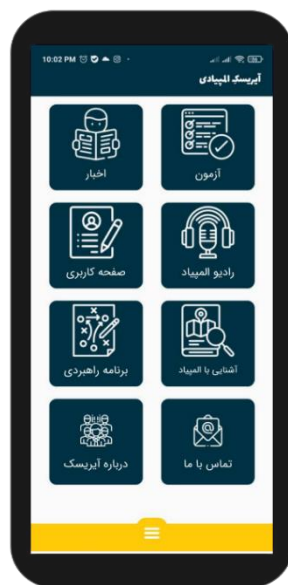 10:02 PM
آیریسک المپیادی
آزمون
اخبار
رادیو المپیاد
صفحه کاربری
آشنایی با المپیاد
برنامه راهبردی
تماس با ما
درباره آیریسک